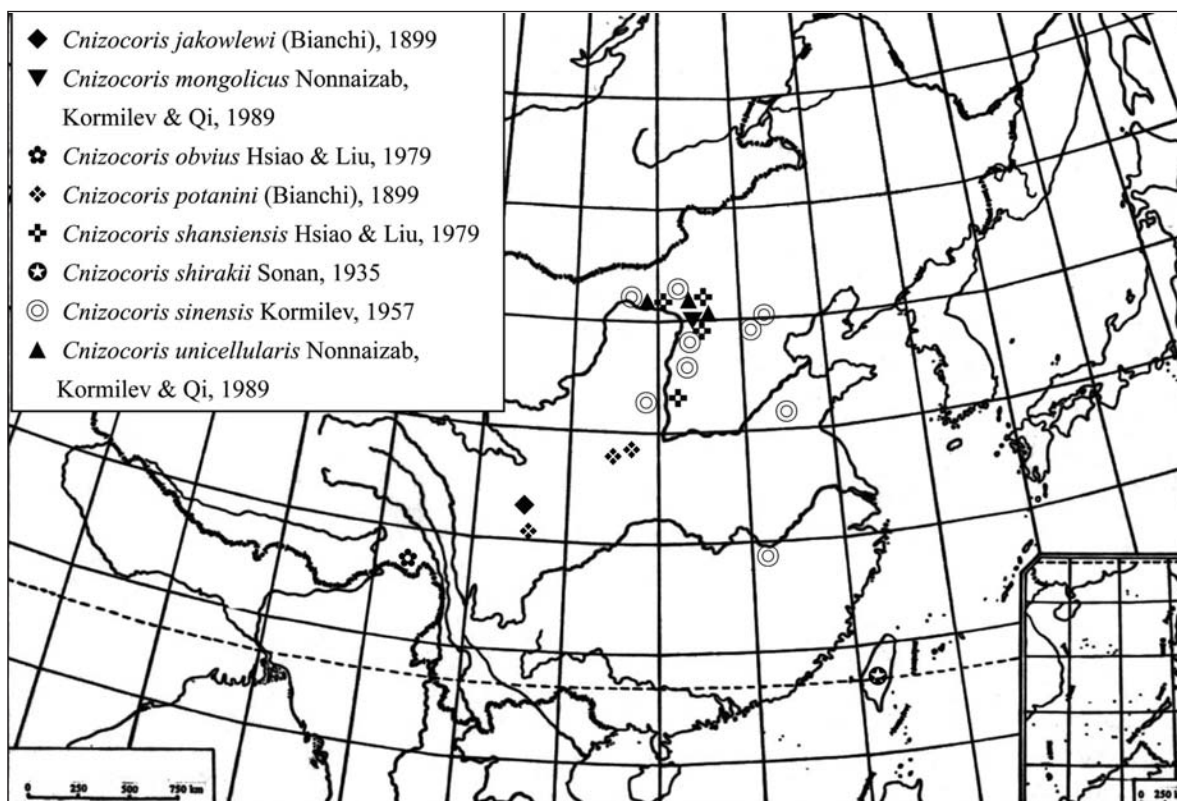 Cnizocoris jakowlewi (Bianchi), 1899
Cnizocoris mongolicus Nonnaizab,
Kormilev & Qi, 1989
Cnizocoris obvius Hsiao & Liu, 1979
Cnizocoris potanini (Bianchi), 1899
Cnizocoris shansiensis Hsiao & Liu, 1979
Cnizocoris shirakii Sonan, 1935
Cnizocoris sinensis Kormilev, 1957
Cnizocoris unicellularis Nonnaizab,
Kormilev & Qi, 1989
0 250 500 750 km
0 250